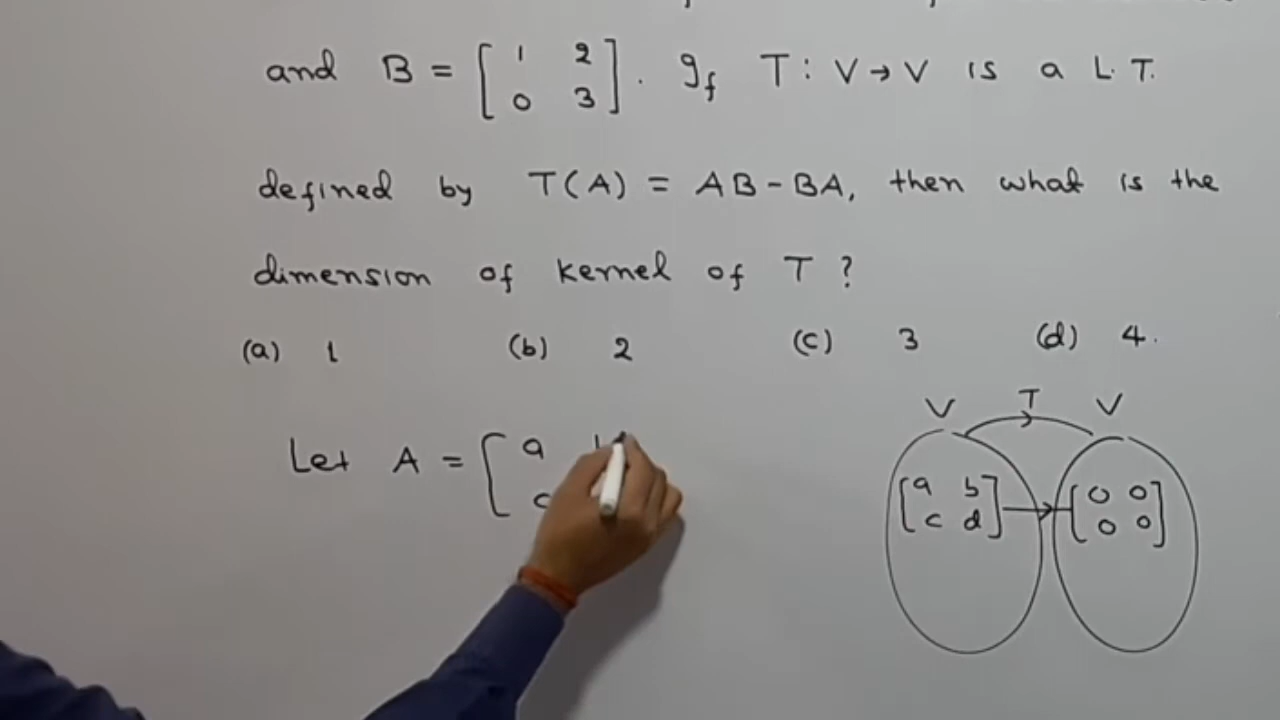 and B = [ 1 2 0 3 ] . If T : V → V is a L.T.
defined by T(A) = AB - BA, then what is the
dimension of kernel of T ?
(a) 1 (b) 2 (c) 3 (d) 4.
V T V
Let A = [ a
c
[ a b c d ] → [ 0 0 0 0 ]